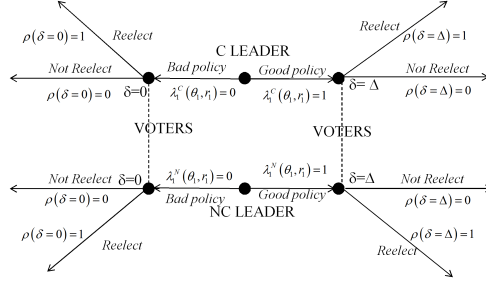 Reelect
ρ(δ=0)=1
Reelect
ρ(δ=Δ)=1
C LEADER
Not Reelect
Bad policy
Good policy
Not Reelect
ρ(δ=0)=0
δ=0
λ₁ᶜ(θ₁,r₁)=0
λ₁ᶜ(θ₁,r₁)=1
δ=Δ
ρ(δ=Δ)=0
VOTERS
VOTERS
Not Reelect
δ=0
λ₁ᴺ(θ₁,r₁)=0
λ₁ᴺ(θ₁,r₁)=1
δ=Δ
Not Reelect
ρ(δ=0)=0
Bad policy
Good policy
ρ(δ=Δ)=0
NC LEADER
ρ(δ=0)=1
Reelect
ρ(δ=Δ)=1
Reelect